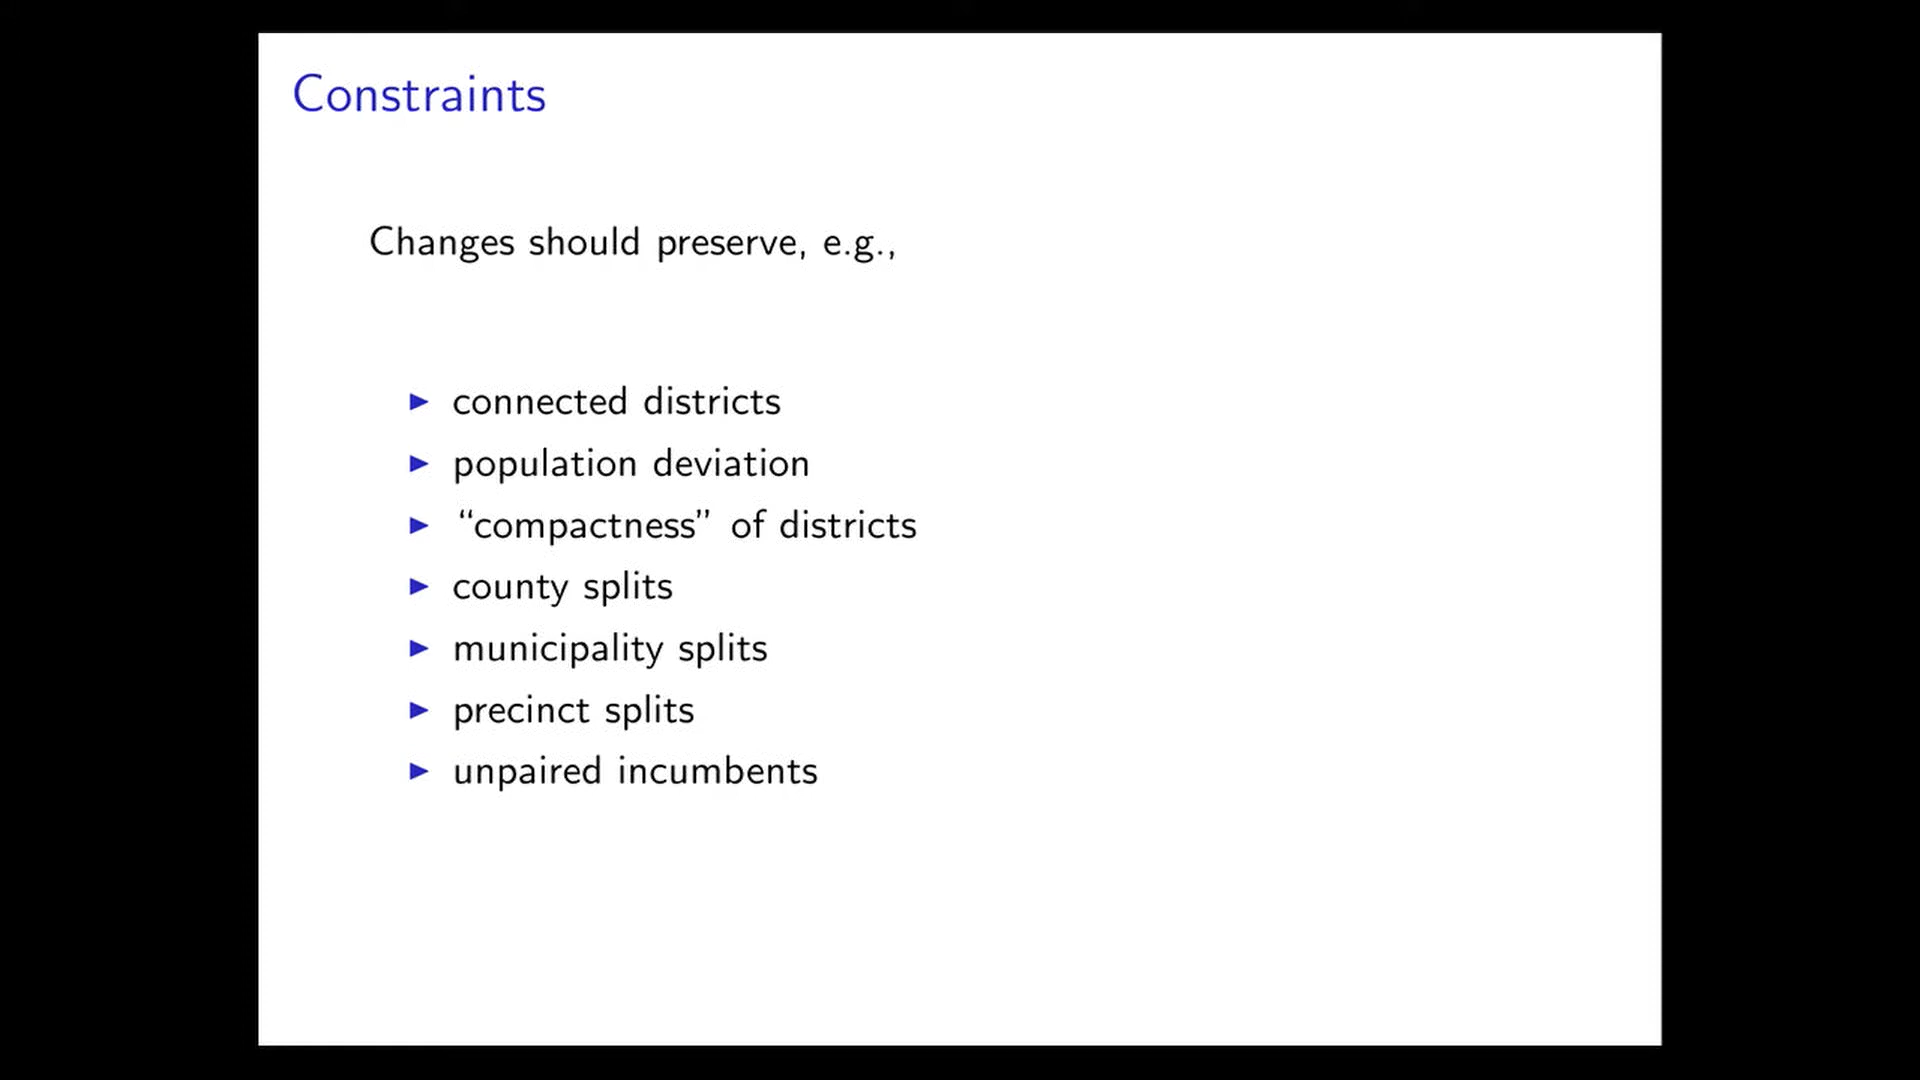 Constraints
Changes should preserve, e.g.,
▶ connected districts
▶ population deviation
▶ “compactness” of districts
▶ county splits
▶ municipality splits
▶ precinct splits
▶ unpaired incumbents